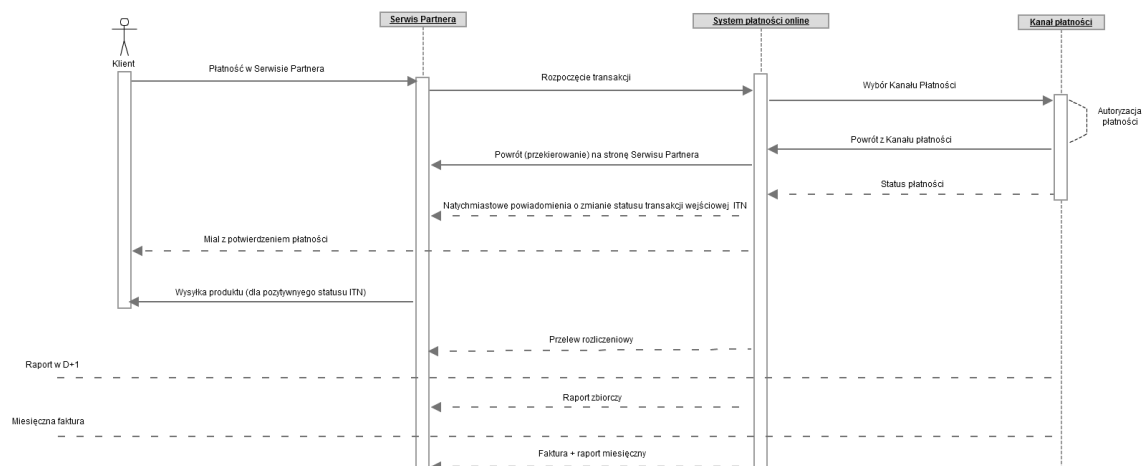 Serwis Partnera
System płatności online
Kanał płatności
Klient
Płatność w Serwisie Partnera
Rozpoczęcie transakcji
Wybór Kanału Płatności
Autoryzacja
płatności
Powrót z Kanału płatności
Powrót (przekierowanie) na stronę Serwisu Partnera
Status płatności
Natychmiastowe powiadomienia o zmianie statusu transakcji wejściowej ITN
Mial z potwierdzeniem płatności
Wysyłka produktu (dla pozytywnego statusu ITN)
Przelew rozliczeniowy
Raport w D+1
Raport zbiorczy
Miesięczna faktura
Faktura + raport miesięczny